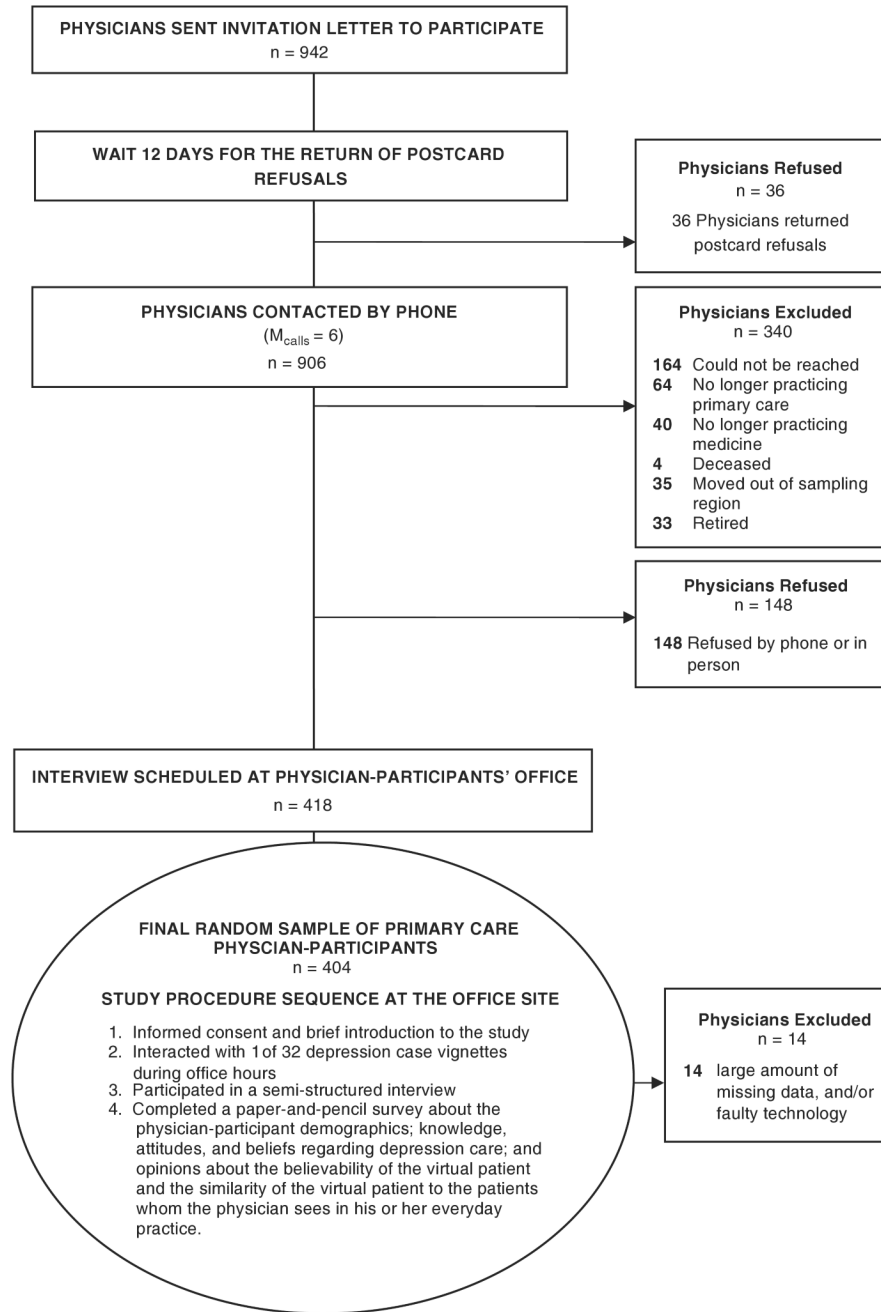 PHYSICIANS SENT INVITATION LETTER TO PARTICIPATE
n = 942
WAIT 12 DAYS FOR THE RETURN OF POSTCARD
REFUSALS
Physicians Refused
n = 36
36 Physicians returned
postcard refusals
PHYSICIANS CONTACTED BY PHONE
(Mcalls = 6)
n = 906
Physicians Excluded
n = 340
164 Could not be reached
64 No longer practicing
primary care
40 No longer practicing
medicine
4 Deceased
35 Moved out of sampling
region
33 Retired
Physicians Refused
n = 148
148 Refused by phone or in
person
INTERVIEW SCHEDULED AT PHYSICIAN-PARTICIPANTS' OFFICE
n = 418
FINAL RANDOM SAMPLE OF PRIMARY CARE
PHYSCIAN-PARTICIPANTS
n = 404
STUDY PROCEDURE SEQUENCE AT THE OFFICE SITE
1. Informed consent and brief introduction to the study
2. Interacted with 1 of 32 depression case vignettes
during office hours
3. Participated in a semi-structured interview
4. Completed a paper-and-pencil survey about the
physician-participant demographics; knowledge,
attitudes, and beliefs regarding depression care; and
opinions about the believability of the virtual patient
and the similarity of the virtual patient to the patients
whom the physician sees in his or her everyday
practice.
Physicians Excluded
n = 14
14 large amount of
missing data, and/or
faulty technology